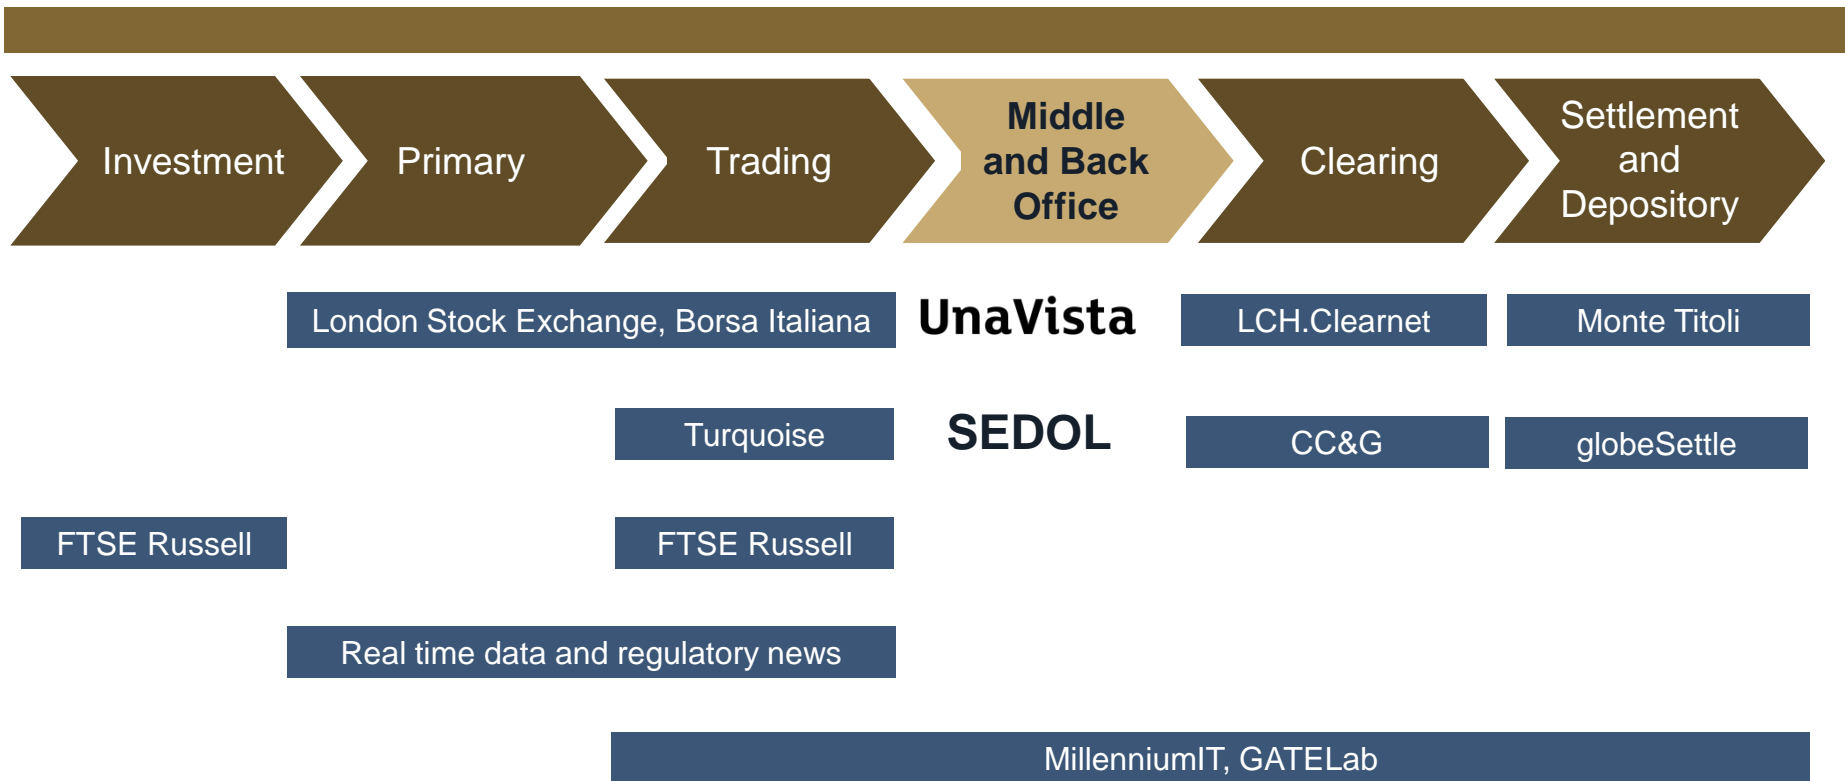 Investment
Primary
Trading
Middle
and Back
Office
Clearing
Settlement
and
Depository
London Stock Exchange, Borsa Italiana
UnaVista
LCH.Clearnet
Monte Titoli
Turquoise
SEDOL
CC&G
globeSettle
FTSE Russell
FTSE Russell
Real time data and regulatory news
MillenniumIT, GATELab